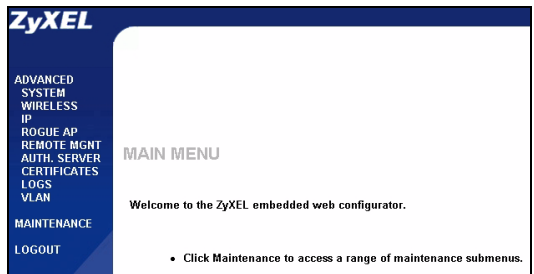 ZyXEL
ADVANCED
SYSTEM
WIRELESS
IP
ROGUE AP
REMOTE MGNT
AUTH. SERVER
CERTIFICATES
LOGS
VLAN
MAINTENANCE
LOGOUT
MAIN MENU
Welcome to the ZyXEL embedded web configurator.
• Click Maintenance to access a range of maintenance submenus.